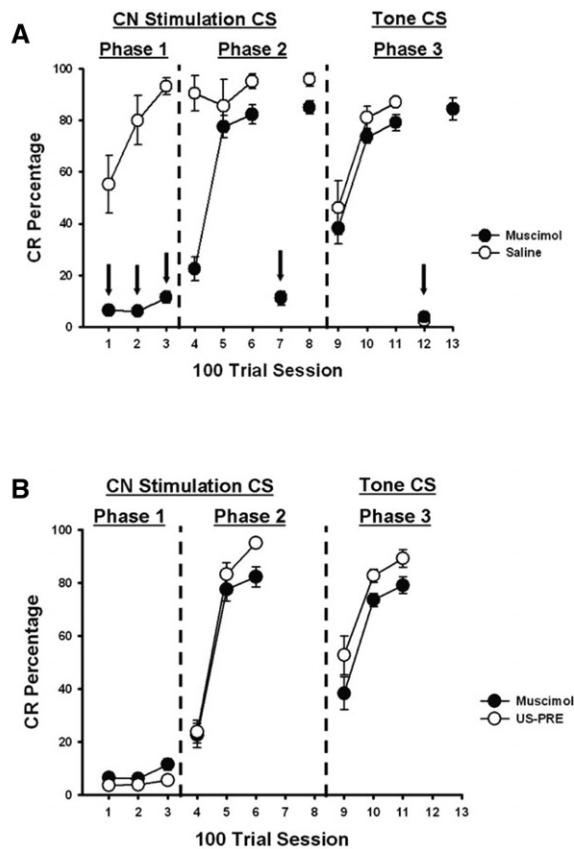 A
CN Stimulation CS Tone CS
Phase 1 Phase 2 Phase 3
100
80
60
40
20
0
CR Percentage
Muscimol
Saline
1 2 3 4 5 6 7 8 9 10 11 12 13
100 Trial Session
B
CN Stimulation CS Tone CS
Phase 1 Phase 2 Phase 3
100
80
60
40
20
0
CR Percentage
Muscimol
US-PRE
1 2 3 4 5 6 7 8 9 10 11 12 13
100 Trial Session